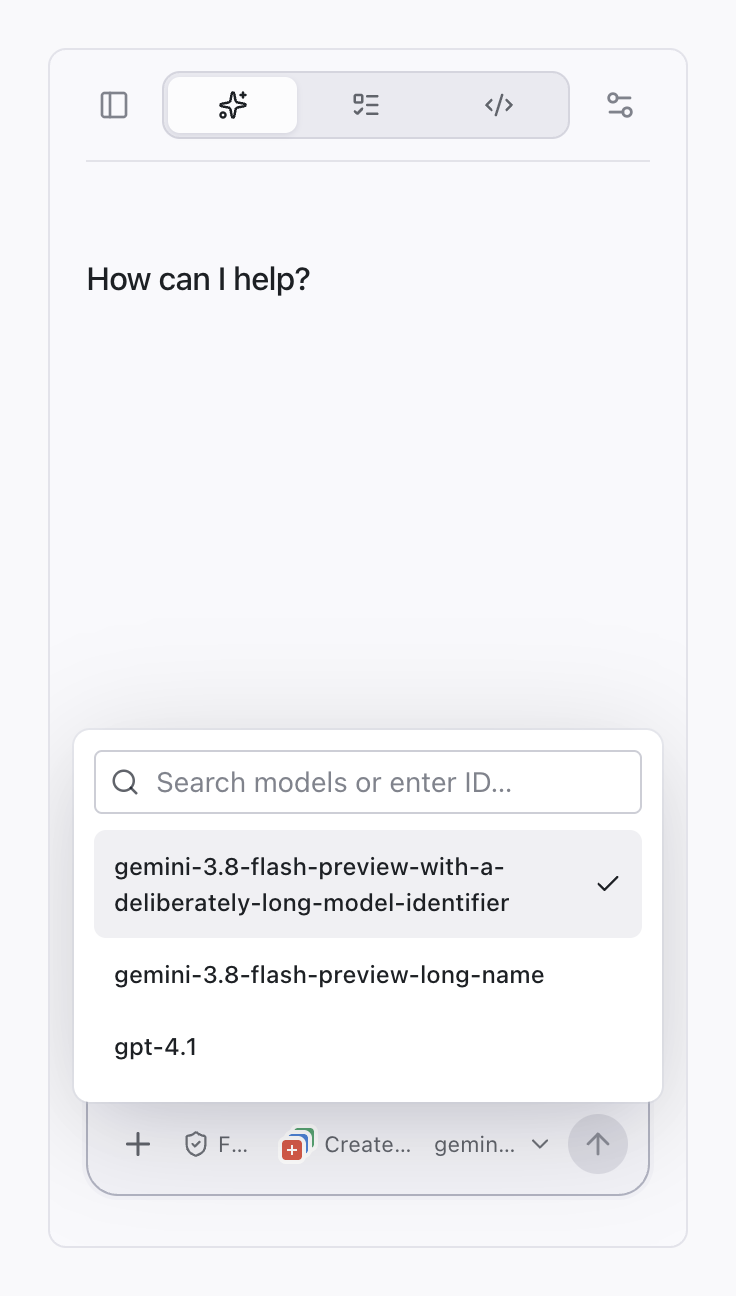 How can I help?
Search models or enter ID...
gemini-3.8-flash-preview-with-a-
deliberately-long-model-identifier
gemini-3.8-flash-preview-long-name
gpt-4.1
F... Create... gemin...